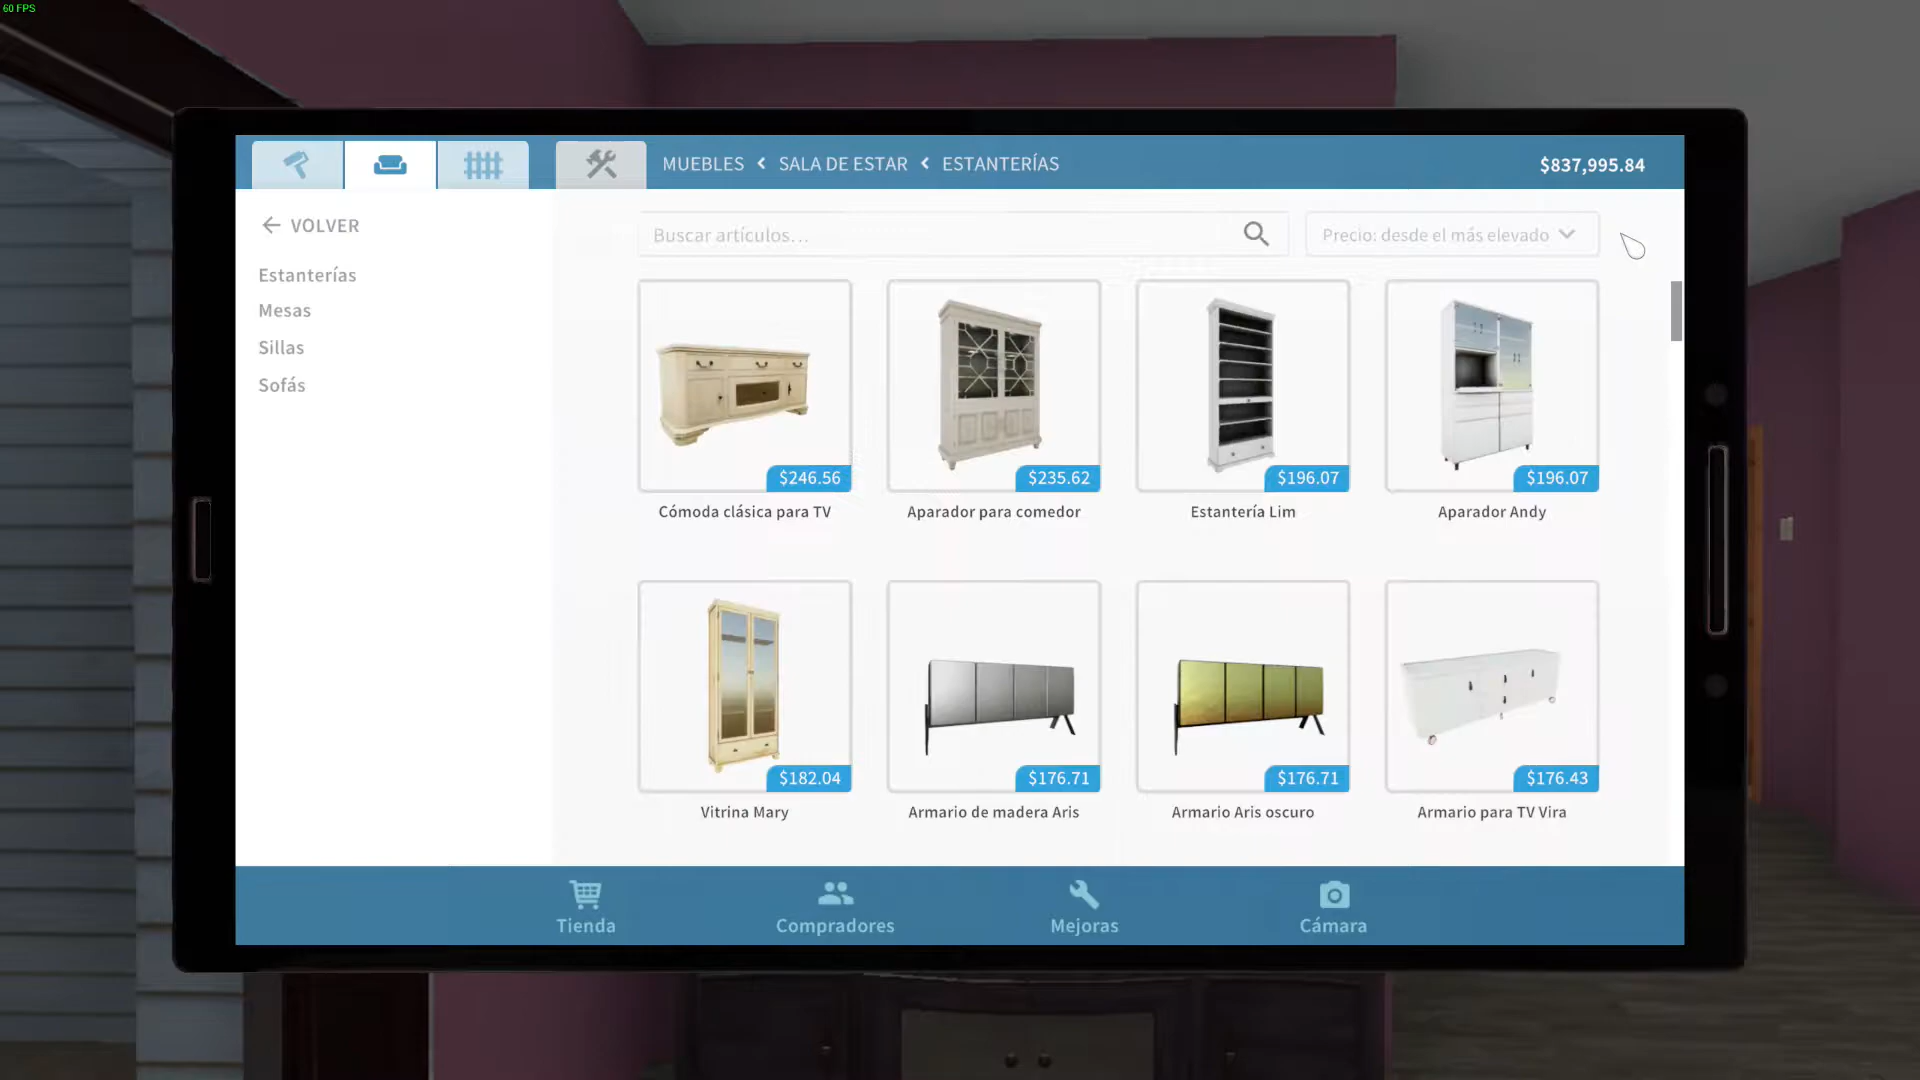 60 FPS
MUEBLES < SALA DE ESTAR < ESTANTERÍAS
$837,995.84
VOLVER
Estanterías
Mesas
Sillas
Sofás
Buscar artículos...
Precio: desde el más elevado
$246.56
$235.62
$196.07
$196.07
Cómoda clásica para TV
Aparador para comedor
Estantería Lim
Aparador Andy
$182.04
$176.71
$176.71
$176.43
Vitrina Mary
Armario de madera Aris
Armario Aris oscuro
Armario para TV Vira
Tienda
Compradores
Mejoras
Cámara